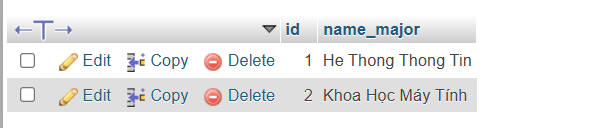 id name_major
Edit Copy Delete 1 He Thong Thong Tin
Edit Copy Delete 2 Khoa Học Máy Tính